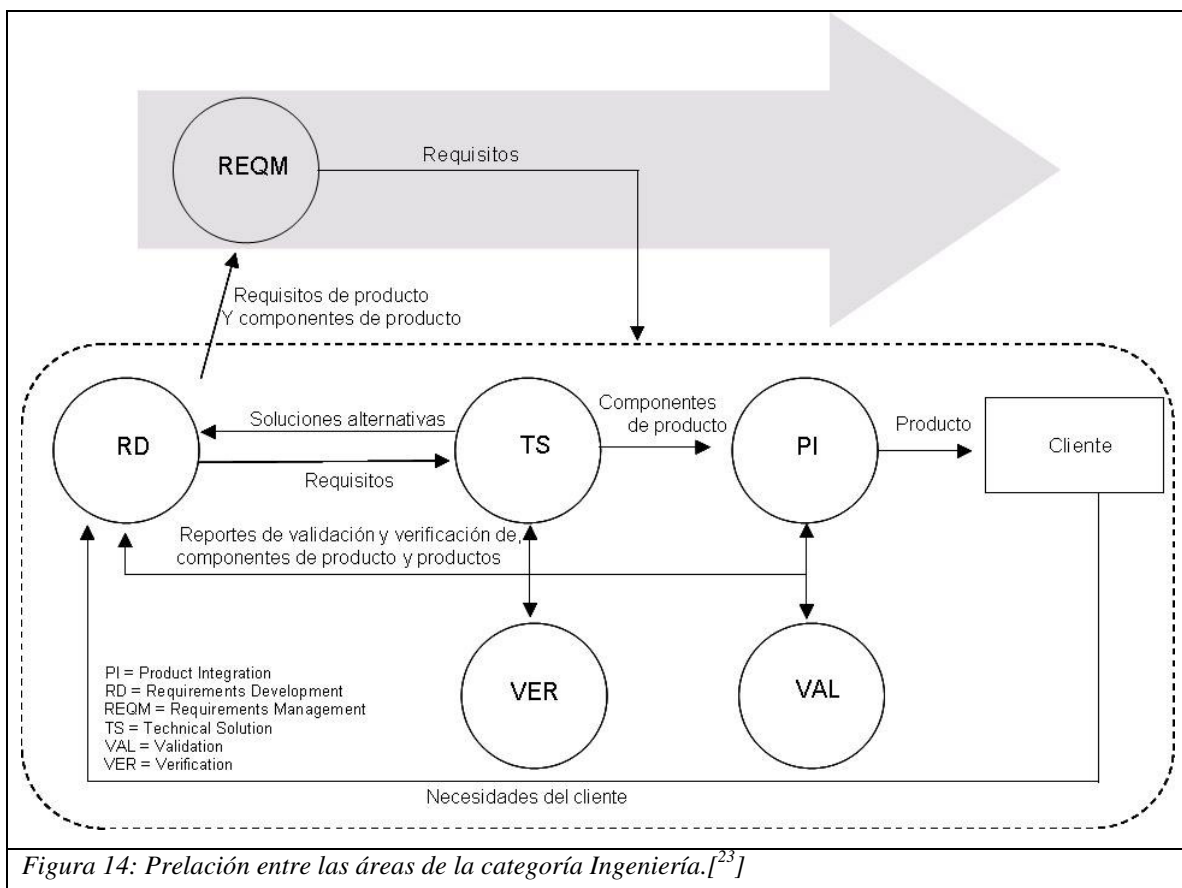 REQM
Requisitos
Requisitos de producto
Y componentes de producto
RD
Soluciones alternativas
Requisitos
TS
Componentes
de producto
PI
Producto
Cliente
Reportes de validación y verificación de,
componentes de producto y productos
VER
VAL
PI = Product Integration
RD = Requirements Development
REQM = Requirements Management
TS = Technical Solution
VAL = Validation
VER = Verification
Necesidades del cliente
Figura 14: Prelación entre las áreas de la categoría Ingeniería.[23]